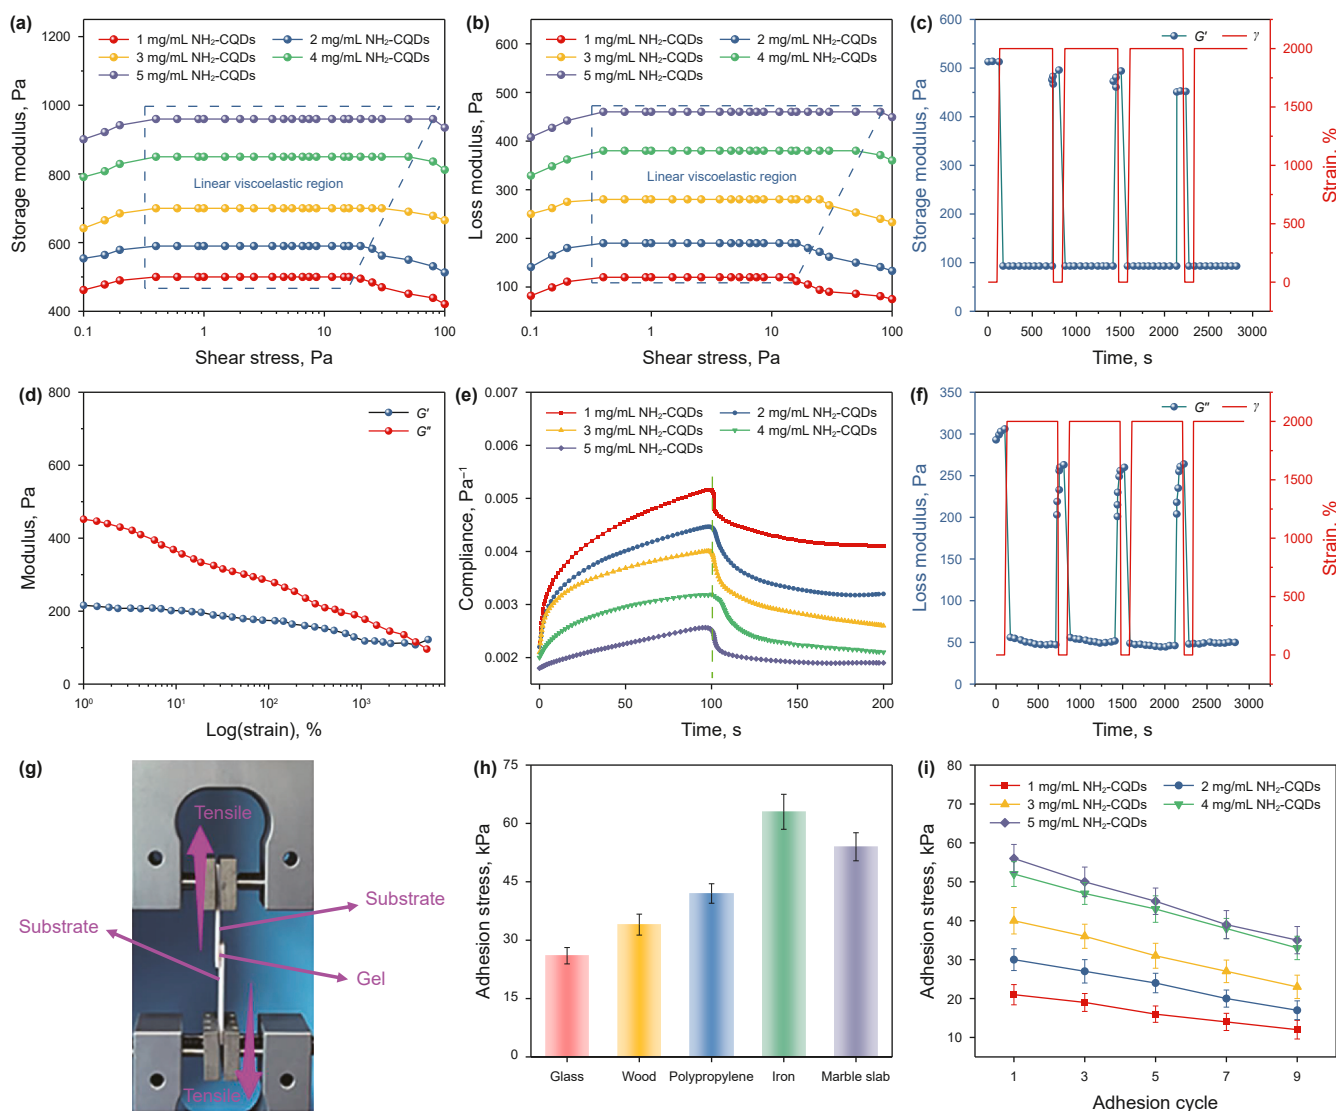 (a)
1200
1000
800
600
400
Storage modulus, Pa
1 mg/mL NH₂-CQDs
2 mg/mL NH₂-CQDs
3 mg/mL NH₂-CQDs
4 mg/mL NH₂-CQDs
5 mg/mL NH₂-CQDs
Linear viscoelastic region
0.1
1
10
100
Shear stress, Pa
(b)
600
500
400
300
200
100
Loss modulus, Pa
1 mg/mL NH₂-CQDs
2 mg/mL NH₂-CQDs
3 mg/mL NH₂-CQDs
4 mg/mL NH₂-CQDs
5 mg/mL NH₂-CQDs
Linear viscoelastic region
0.1
1
10
100
Shear stress, Pa
(c)
600
500
400
300
200
100
0
Storage modulus, Pa
G′
γ
2000
1500
1000
500
0
Strain, %
0
500
1000
1500
2000
2500
3000
Time, s
(d)
800
600
400
200
0
Modulus, Pa
G′
G″
10⁰
10¹
10²
10³
Log(strain), %
(e)
0.007
0.006
0.005
0.004
0.003
0.002
Compliance, Pa⁻¹
1 mg/mL NH₂-CQDs
2 mg/mL NH₂-CQDs
3 mg/mL NH₂-CQDs
4 mg/mL NH₂-CQDs
5 mg/mL NH₂-CQDs
0
50
100
150
200
Time, s
(f)
350
300
250
200
150
100
50
0
Loss modulus, Pa
G″
γ
2000
1500
1000
500
0
Strain, %
0
500
1000
1500
2000
2500
3000
Time, s
(g)
Tensile
Substrate
Substrate
Gel
Tensile
(h)
75
60
45
30
15
0
Adhesion stress, kPa
Glass
Wood
Polypropylene
Iron
Marble slab
(i)
80
70
60
50
40
30
20
10
Adhesion stress, kPa
1 mg/mL NH₂-CQDs
2 mg/mL NH₂-CQDs
3 mg/mL NH₂-CQDs
4 mg/mL NH₂-CQDs
5 mg/mL NH₂-CQDs
1
3
5
7
9
Adhesion cycle